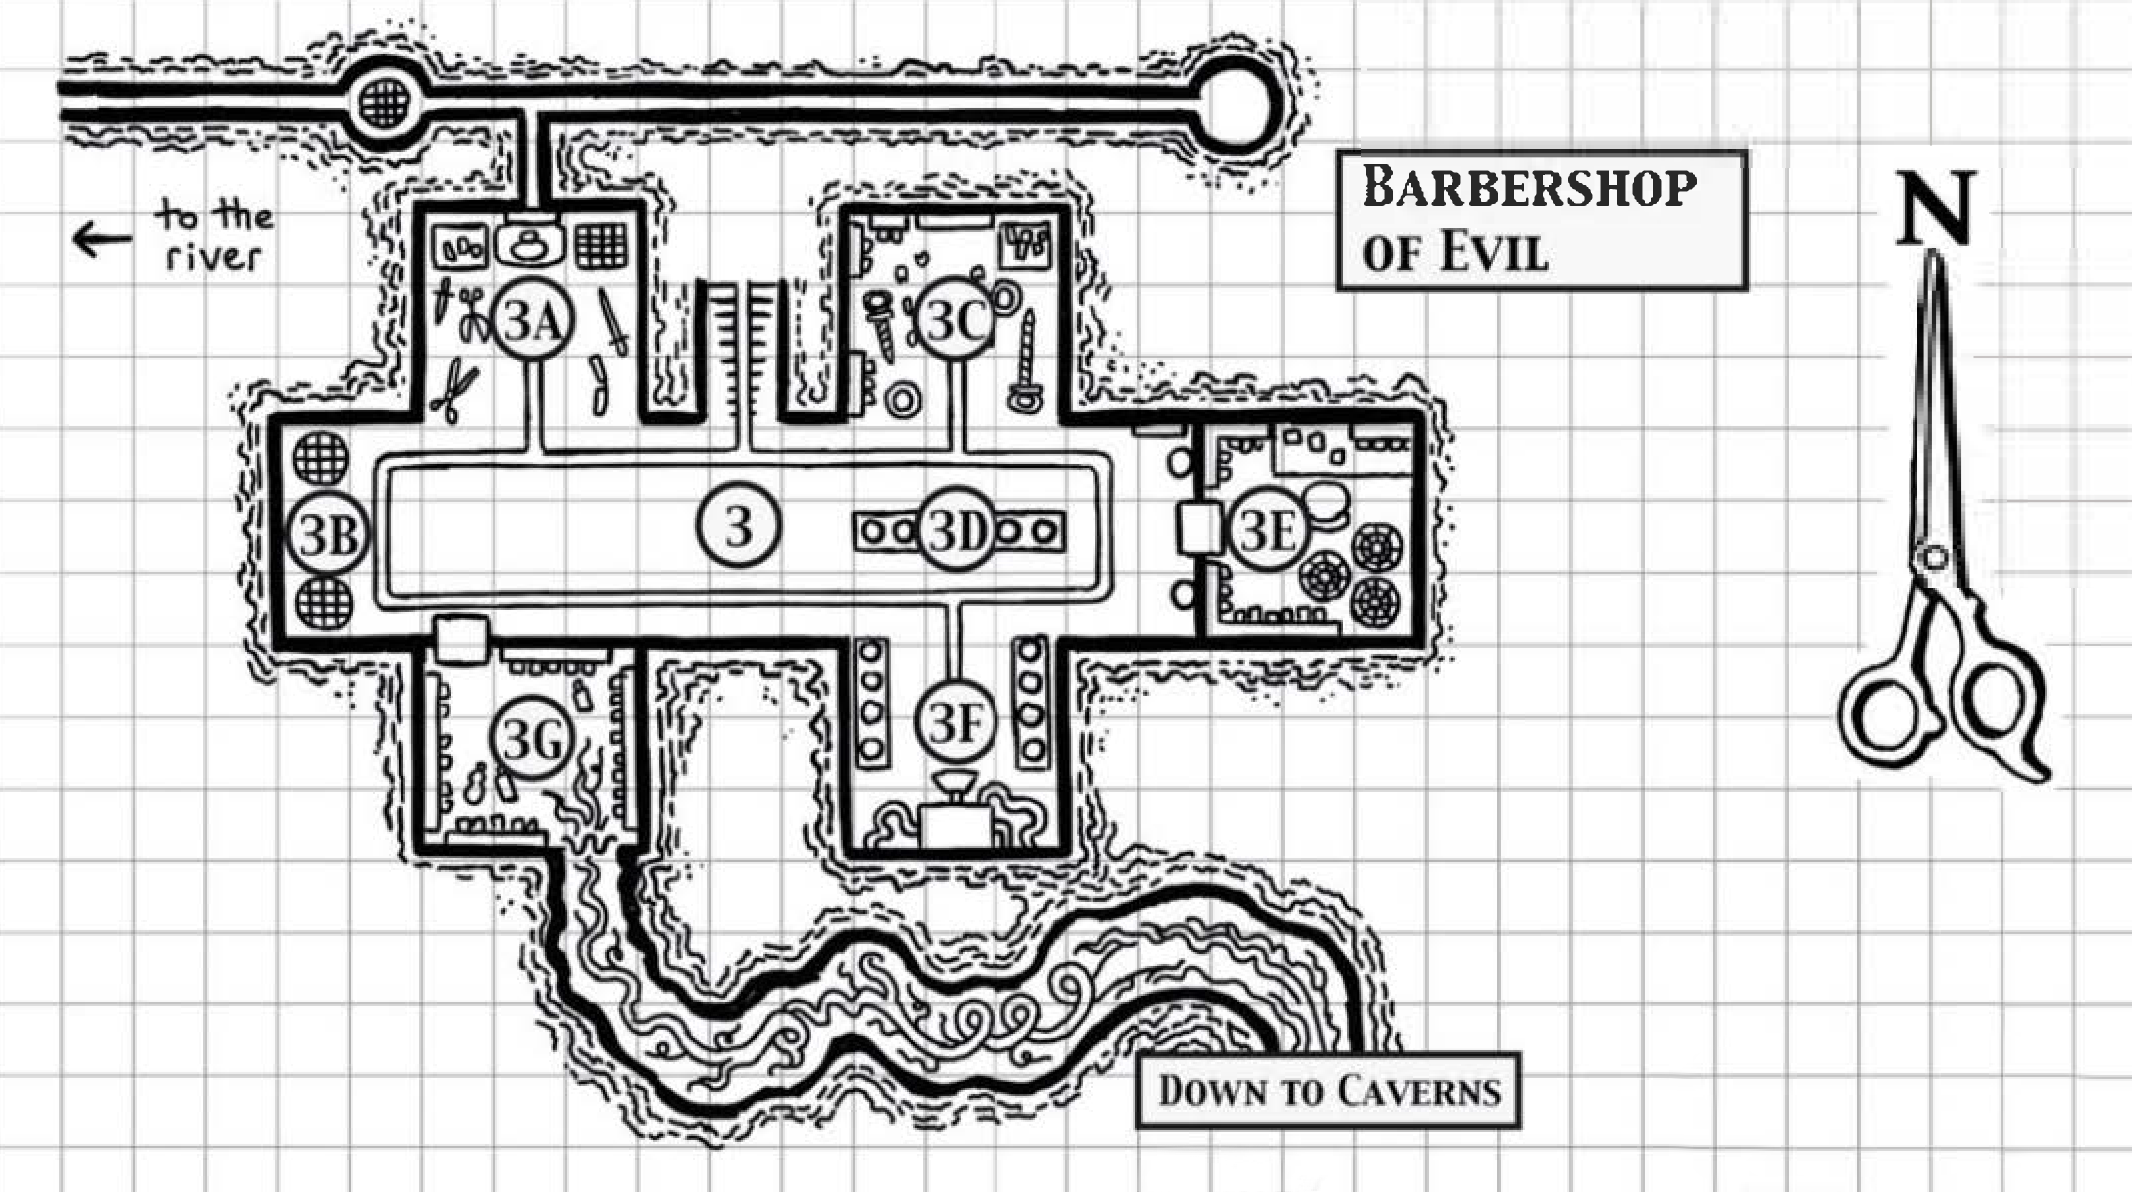 to the
river
BARBERSHOP
OF EVIL
N
3A
3C
3B
3
3D
3E
3G
3F
DOWN TO CAVERNS